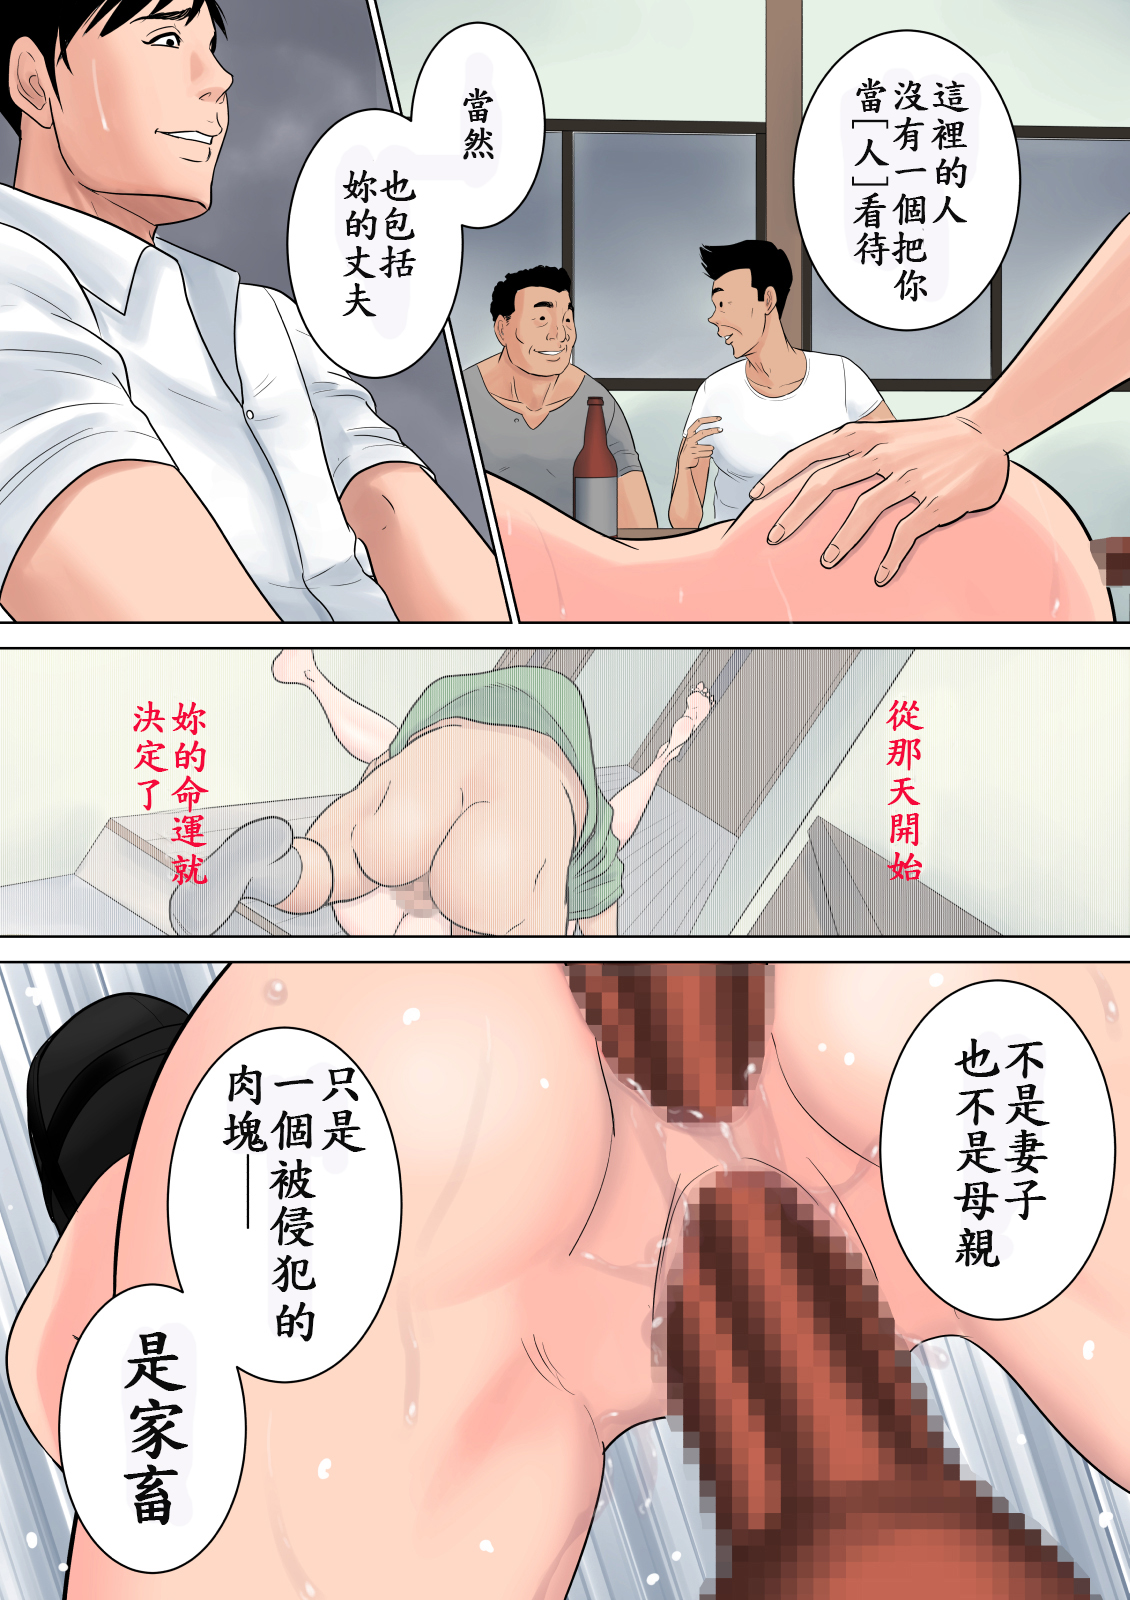 這裡的人
沒有一個把你
當[人]看待
當然
也包括
妳的丈夫
從那天開始
妳的命運就
決定了
不是妻子
也不是母親
只是
一個被侵犯的
肉塊——
是家畜